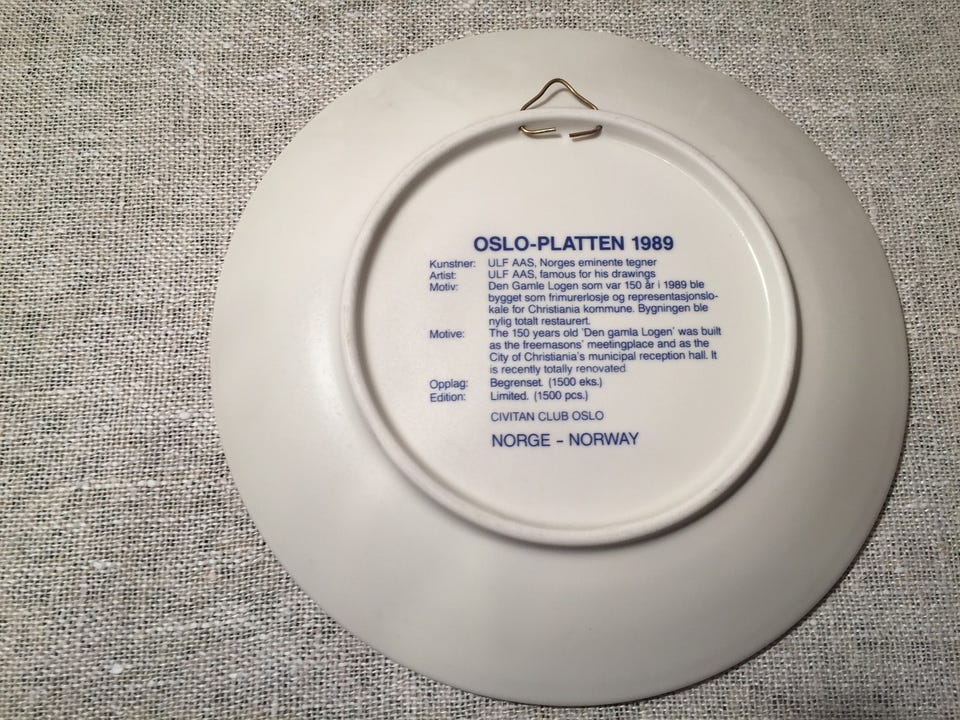 OSLO-PLATTEN 1989
Kunstner: ULF AAS, Norges eminente tegner
Artist: ULF AAS, famous for his drawings
Motiv: Den Gamle Logen som var 150 år i 1989 ble
bygget som frimurerlosje og representasjonslo-
kale for Christiania kommune. Bygningen ble
nylig totalt restaurert.
Motive: The 150 years old 'Den gamla Logen' was built
as the freemasons' meetingplace and as the
City of Christiania's municipal reception hall. It
is recently totally renovated
Opplag: Begrenset. (1500 eks.)
Edition: Limited. (1500 pcs.)
CIVITAN CLUB OSLO
NORGE – NORWAY